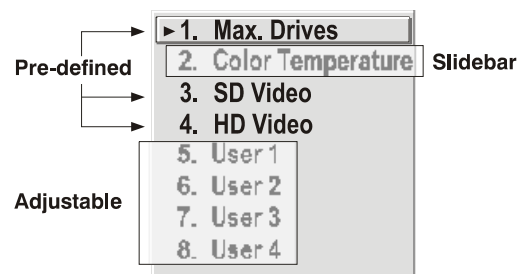 ▸1. Max. Drives
Pre-defined
2. Color Temperature
Slidebar
3. SD Video
4. HD Video
5. User 1
6. User 2
Adjustable
7. User 3
8. User 4